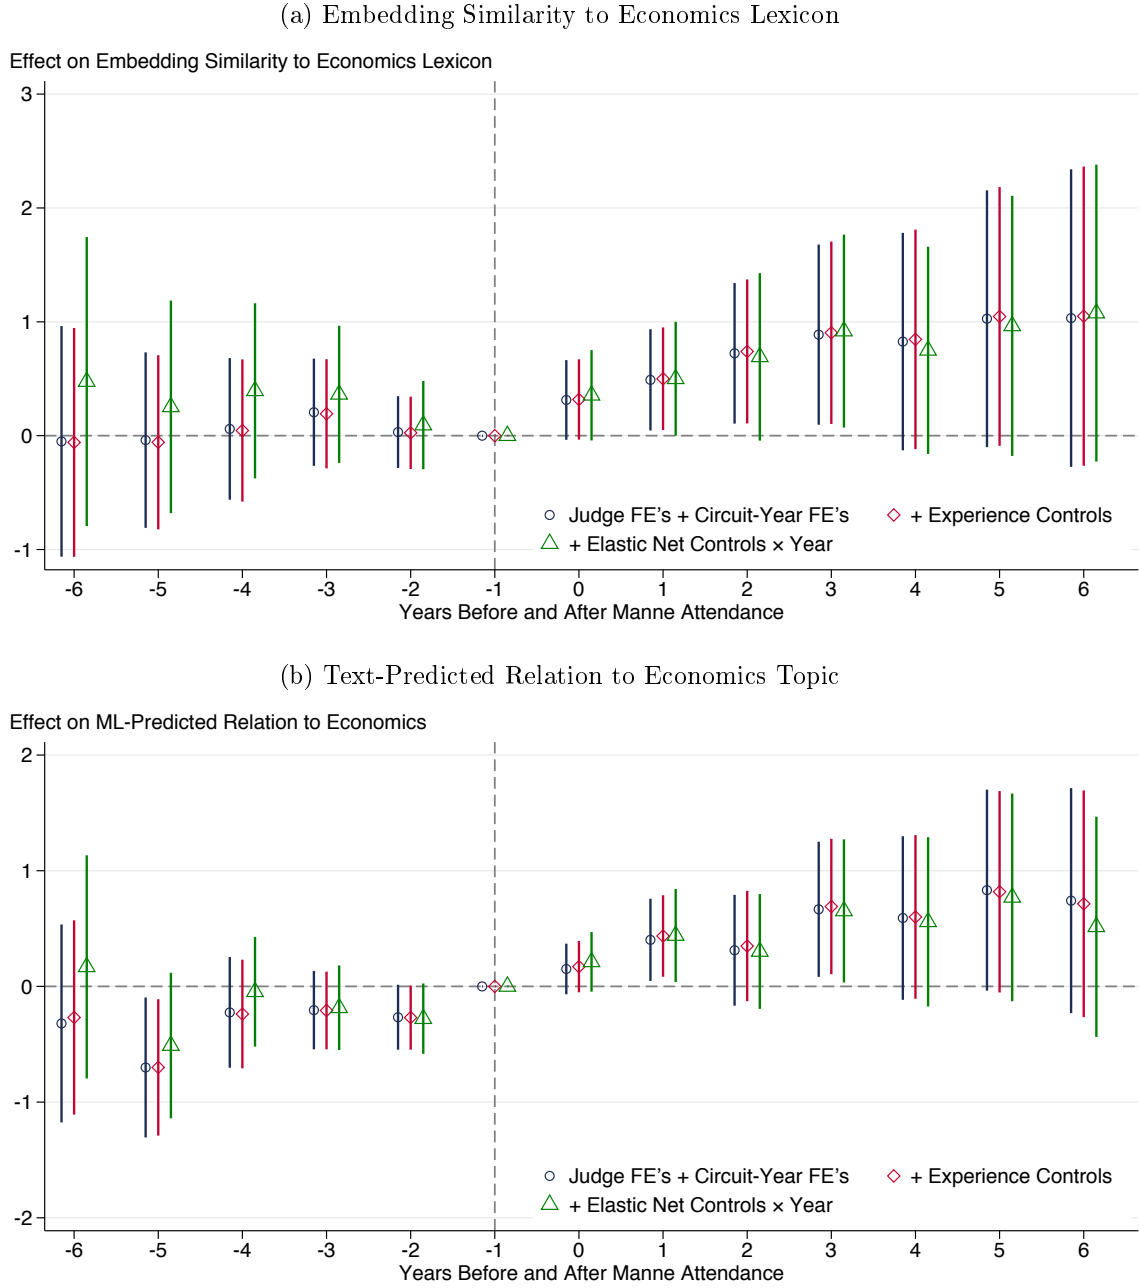 (a) Embedding Similarity to Economics Lexicon
Effect on Embedding Similarity to Economics Lexicon
3
2
1
0
-1
Judge FE's + Circuit-Year FE's
+ Experience Controls
+ Elastic Net Controls × Year
-6 -5 -4 -3 -2 -1 0 1 2 3 4 5 6
Years Before and After Manne Attendance
(b) Text-Predicted Relation to Economics Topic
Effect on ML-Predicted Relation to Economics
2
1
0
-1
-2
Judge FE's + Circuit-Year FE's
+ Experience Controls
+ Elastic Net Controls × Year
-6 -5 -4 -3 -2 -1 0 1 2 3 4 5 6
Years Before and After Manne Attendance